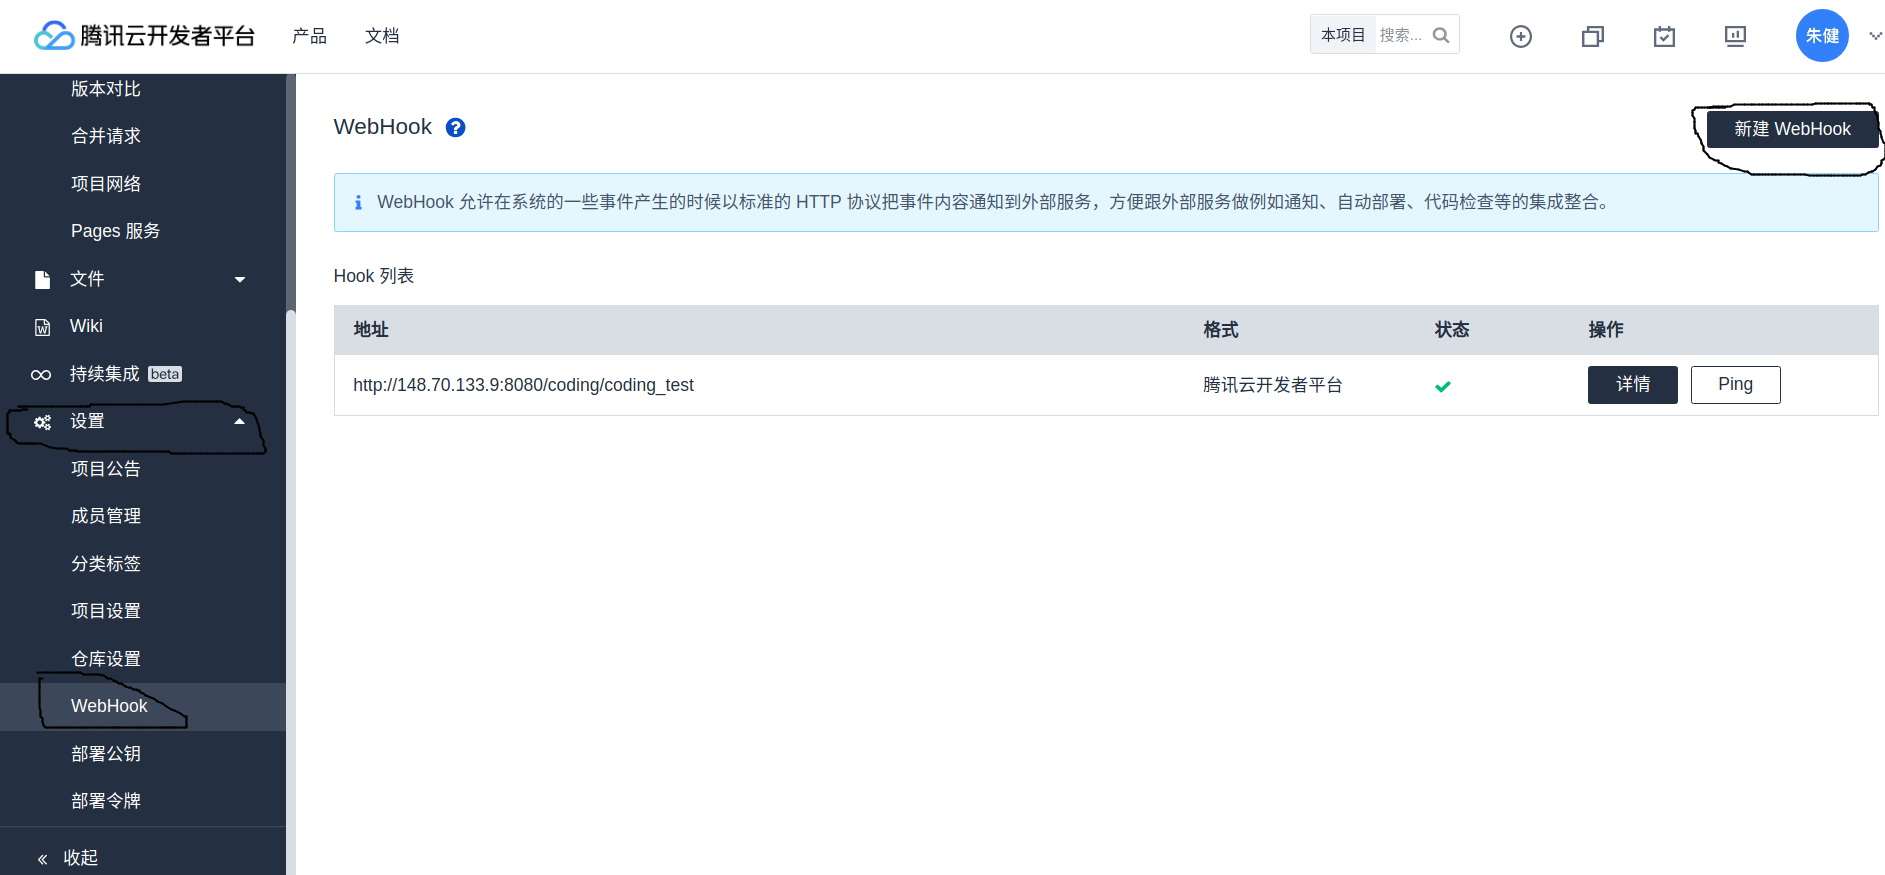 腾讯云开发者平台 产品 文档 本项目 搜索... 朱健
版本对比
合并请求
项目网络
Pages 服务
文件
Wiki
持续集成 beta
设置
项目公告
成员管理
分类标签
项目设置
仓库设置
WebHook
部署公钥
部署令牌
收起
WebHook
新建 WebHook
WebHook 允许在系统的一些事件产生的时候以标准的 HTTP 协议把事件内容通知到外部服务，方便跟外部服务做例如通知、自动部署、代码检查等的集成整合。
Hook 列表
地址 格式 状态 操作
http://148.70.133.9:8080/coding/coding_test 腾讯云开发者平台 详情 Ping